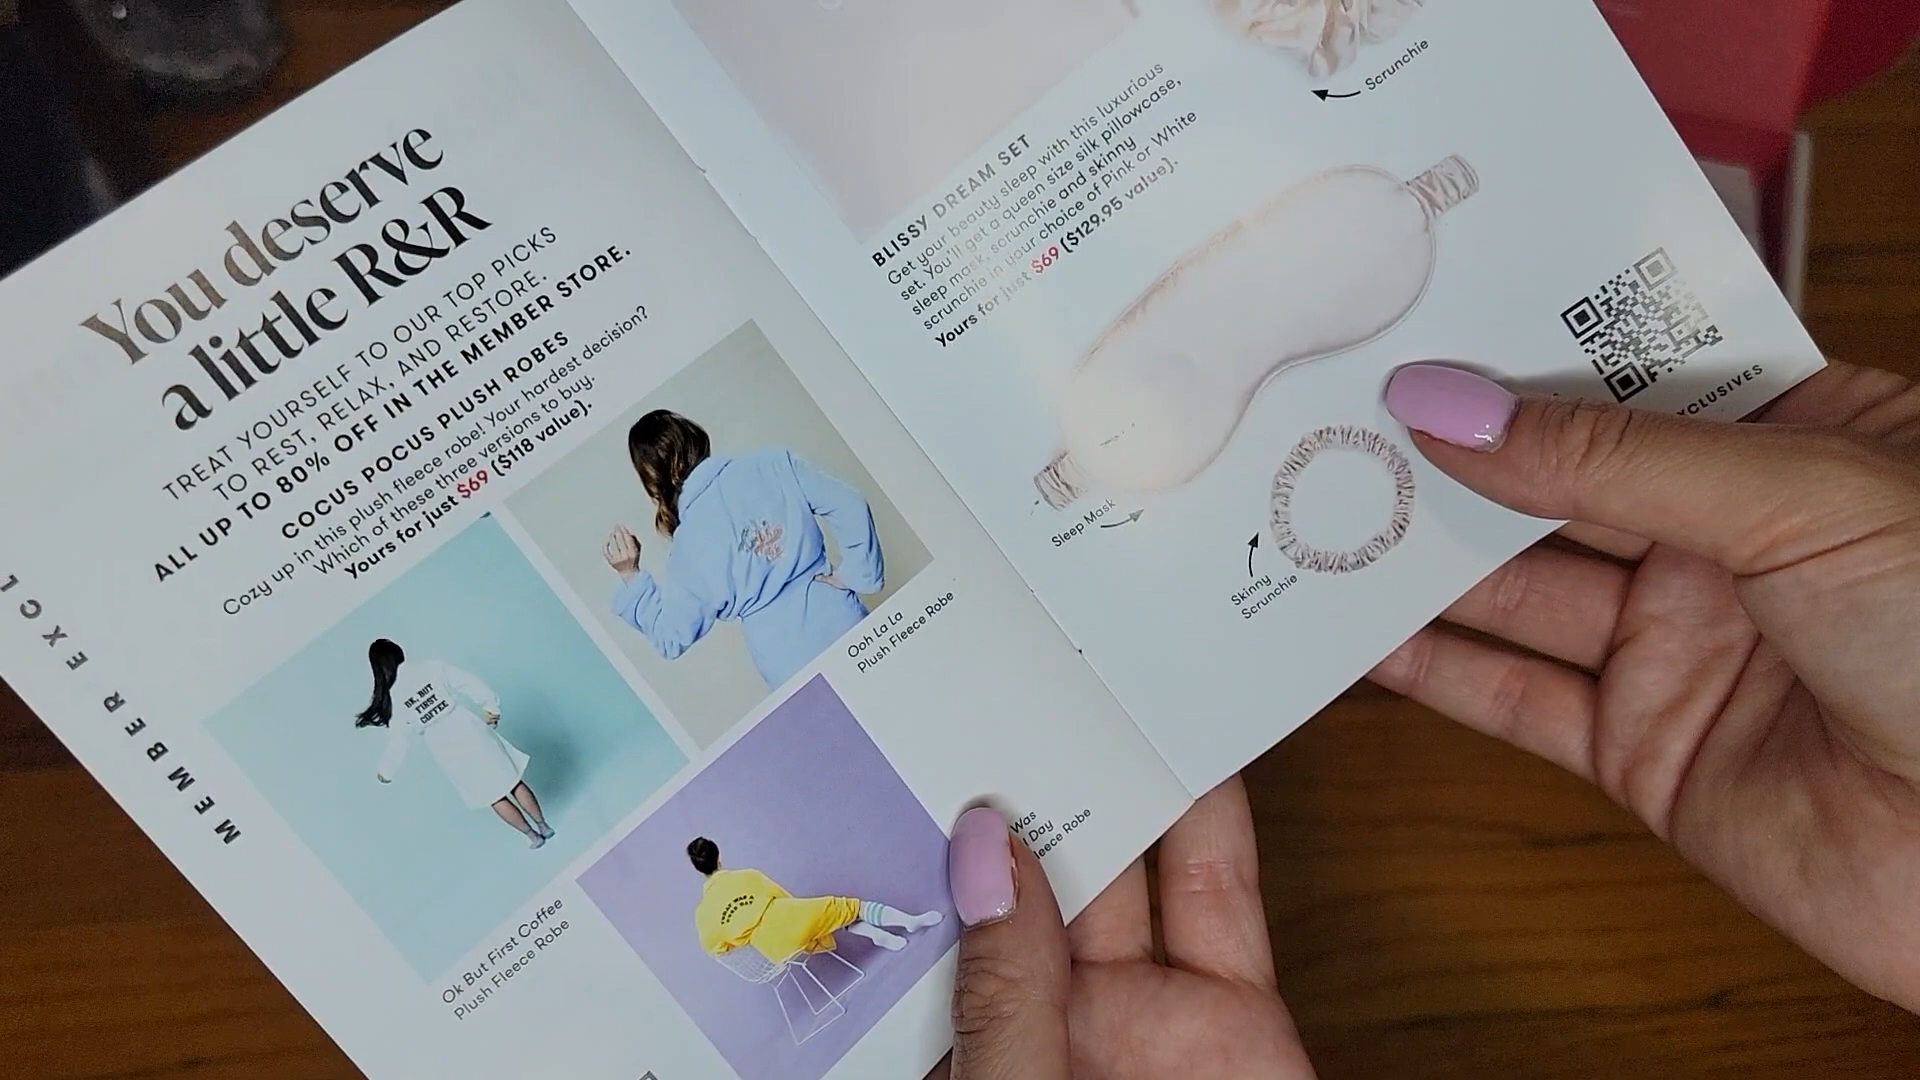 You deserve
a little R&R
TREAT YOURSELF TO OUR TOP PICKS
TO REST, RELAX, AND RESTORE.
ALL UP TO 80% OFF IN THE MEMBER STORE.
COCUS POCUS PLUSH ROBES
Cozy up in this plush fleece robe! Your hardest decision?
Which of these three versions to buy.
Yours for just $69 ($118 value).
MEMBER EXCL
OK, BUT
FIRST
COFFEE
Ooh La La
Plush Fleece Robe
Ok But First Coffee
Plush Fleece Robe
Was
Day
Robe
BLISSY DREAM SET
Get your beauty sleep with this luxurious
set. You'll get a queen size silk pillowcase,
sleep mask, scrunchie and skinny
scrunchie in your choice of Pink or White
Yours for just $69 ($129.95 value).
Scrunchie
Sleep Mask
Skinny
Scrunchie
CLUSIVES